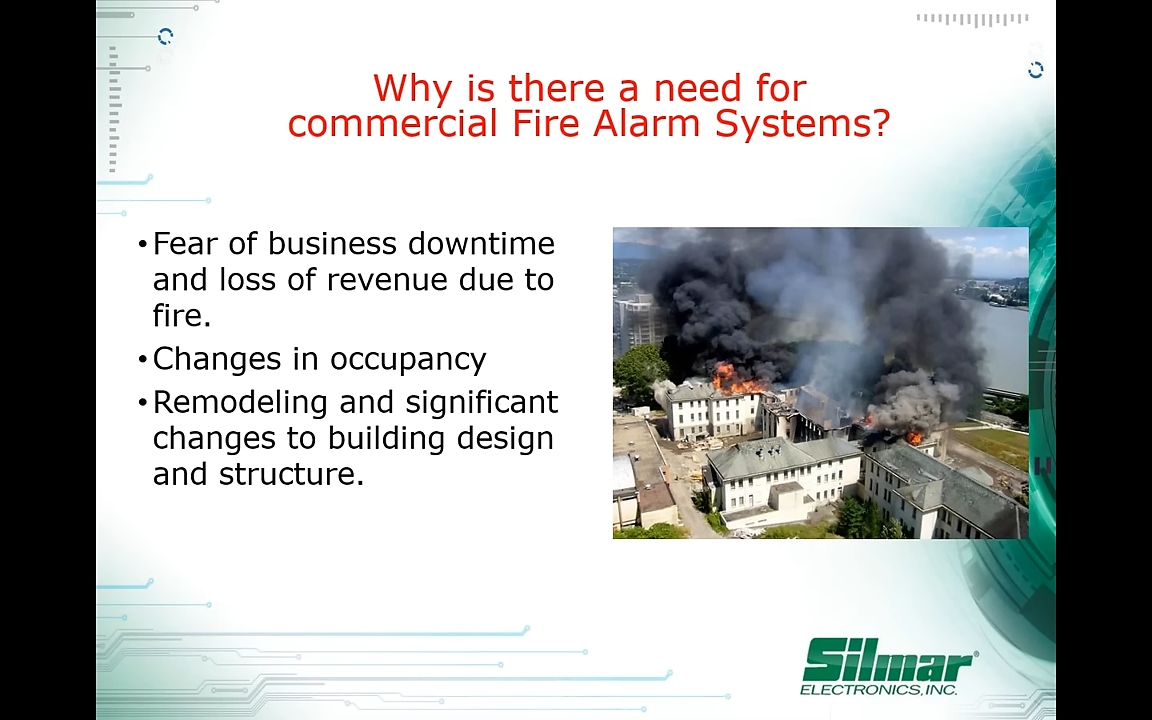 Why is there a need for
commercial Fire Alarm Systems?
•Fear of business downtime
and loss of revenue due to
fire.
•Changes in occupancy
•Remodeling and significant
changes to building design
and structure.
Silmar®
ELECTRONICS, INC.